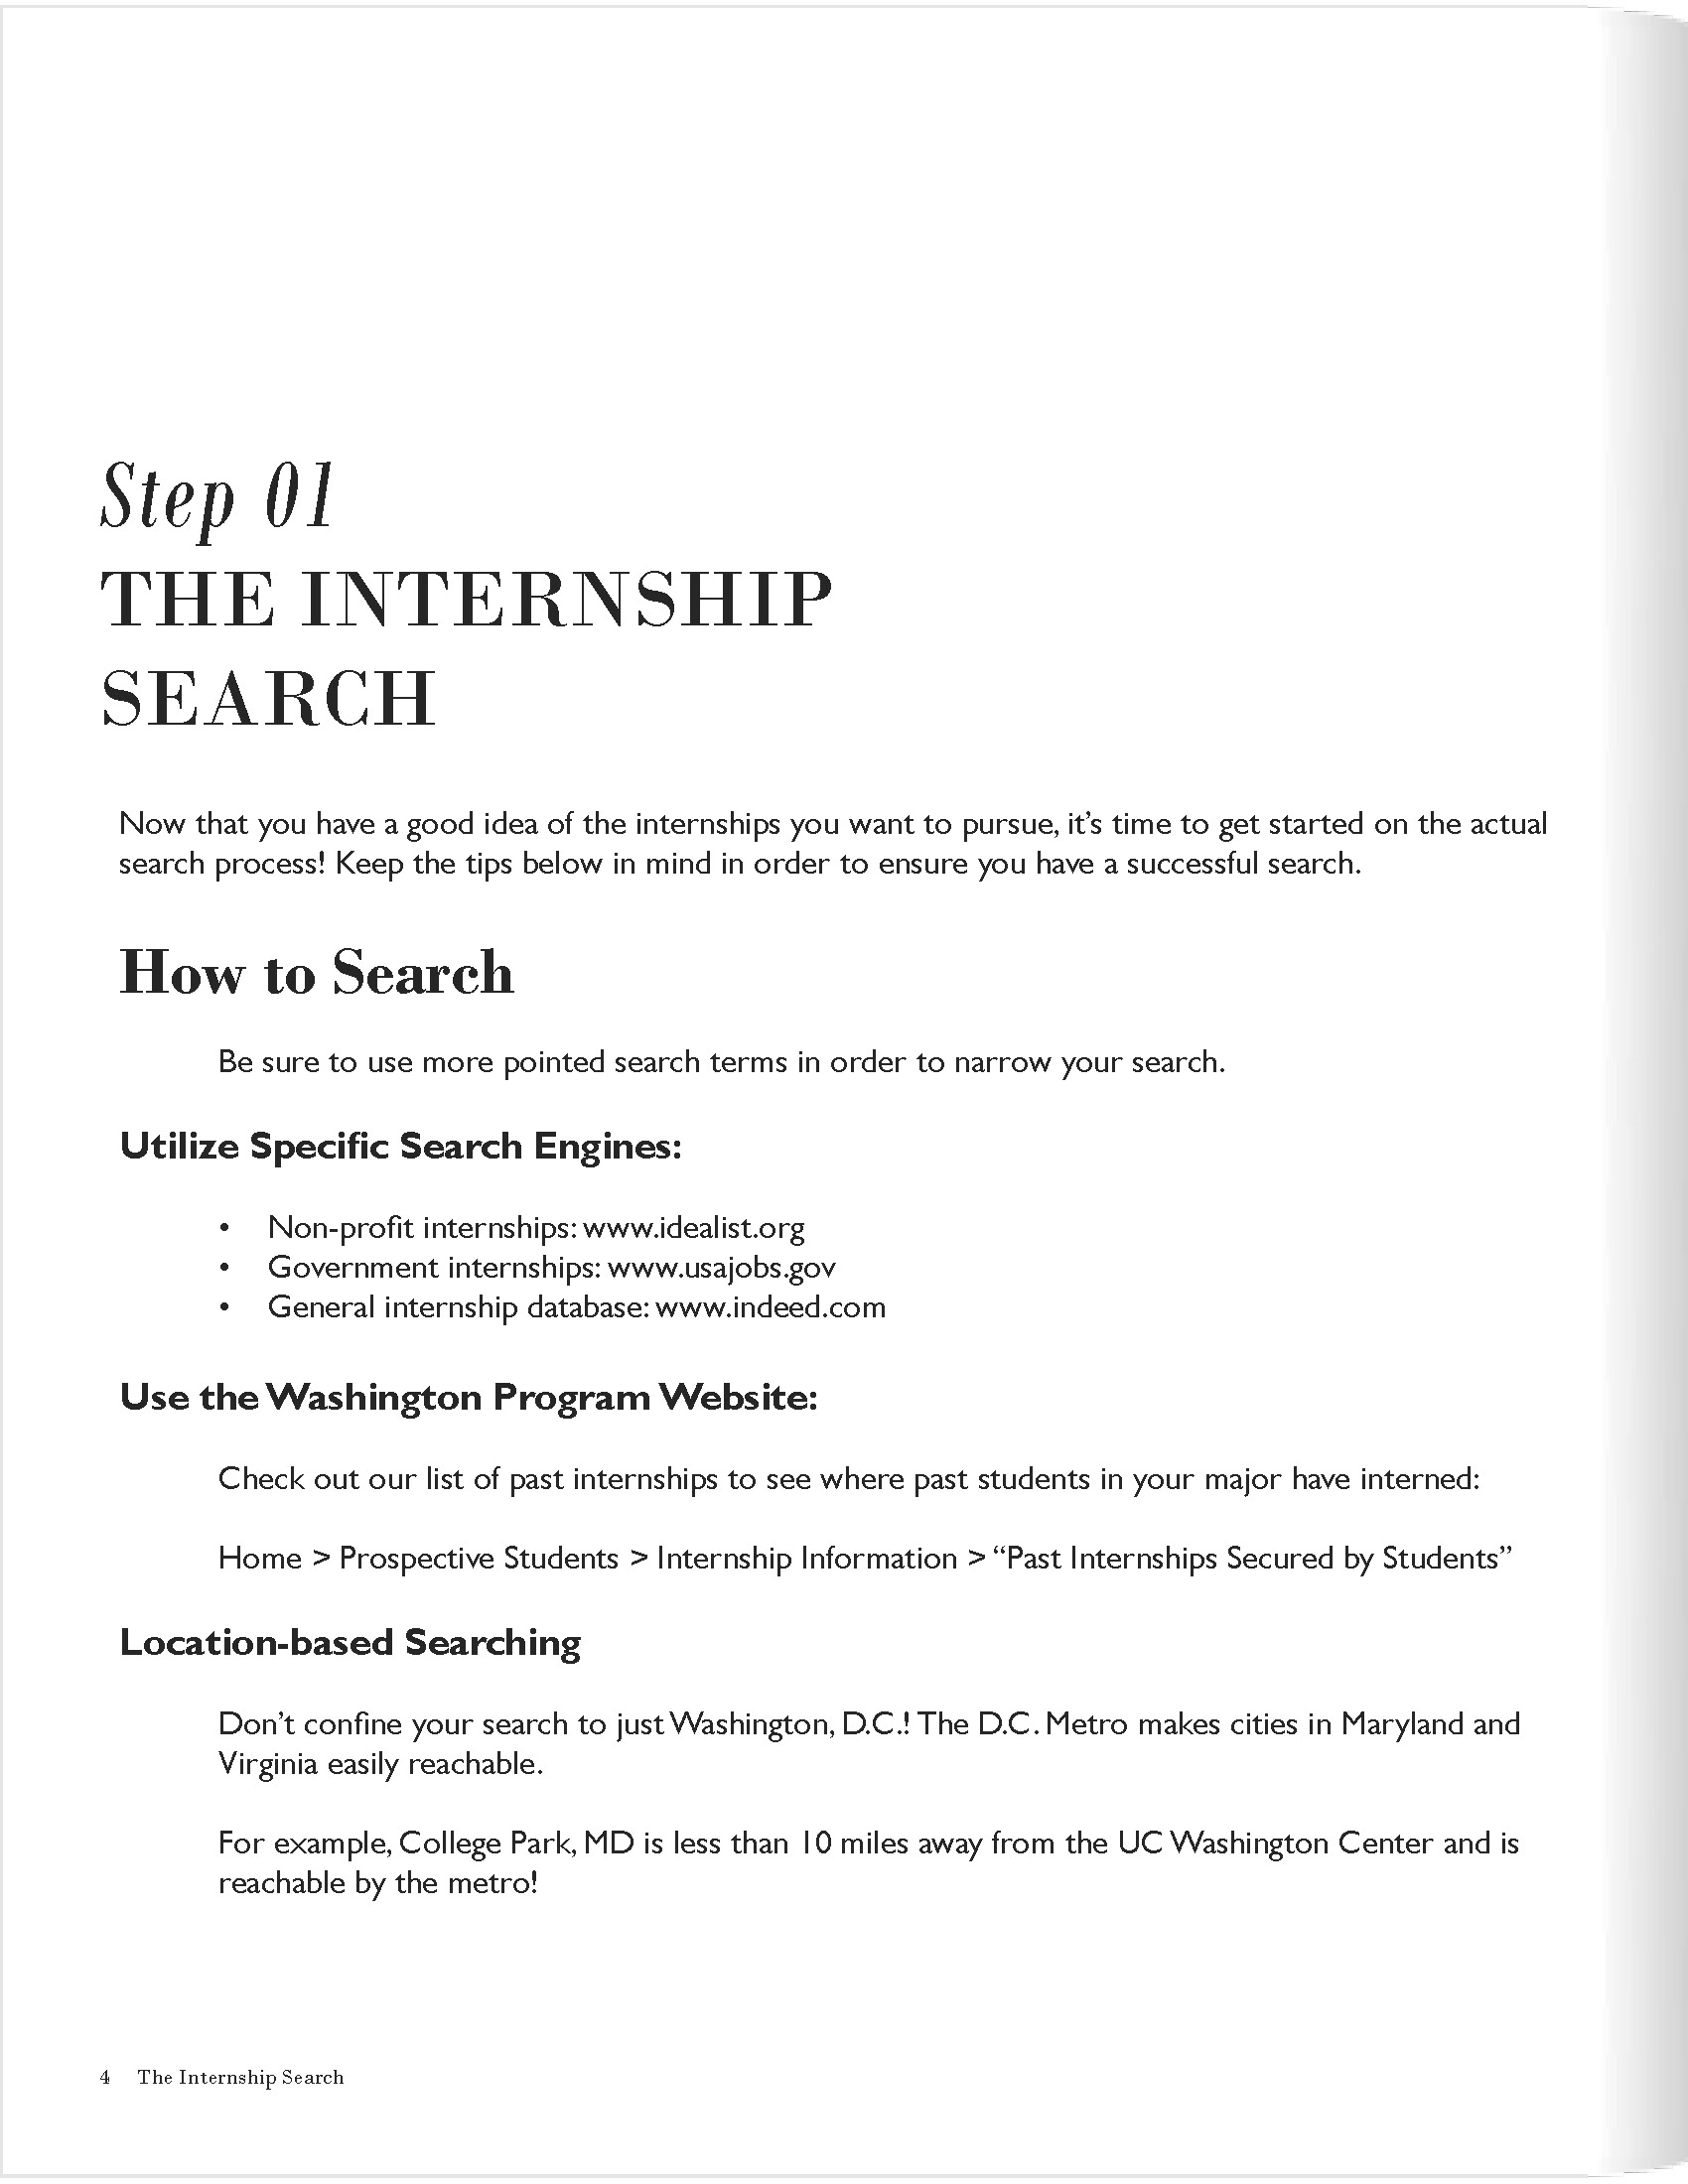 Step 01
THE INTERNSHIP
SEARCH
Now that you have a good idea of the internships you want to pursue, it’s time to get started on the actual
search process! Keep the tips below in mind in order to ensure you have a successful search.
How to Search
Be sure to use more pointed search terms in order to narrow your search.
Utilize Specific Search Engines:
• Non-profit internships: www.idealist.org
• Government internships: www.usajobs.gov
• General internship database: www.indeed.com
Use the Washington Program Website:
Check out our list of past internships to see where past students in your major have interned:
Home > Prospective Students > Internship Information > “Past Internships Secured by Students”
Location-based Searching
Don’t confine your search to just Washington, D.C.! The D.C. Metro makes cities in Maryland and
Virginia easily reachable.
For example, College Park, MD is less than 10 miles away from the UC Washington Center and is
reachable by the metro!
4 The Internship Search